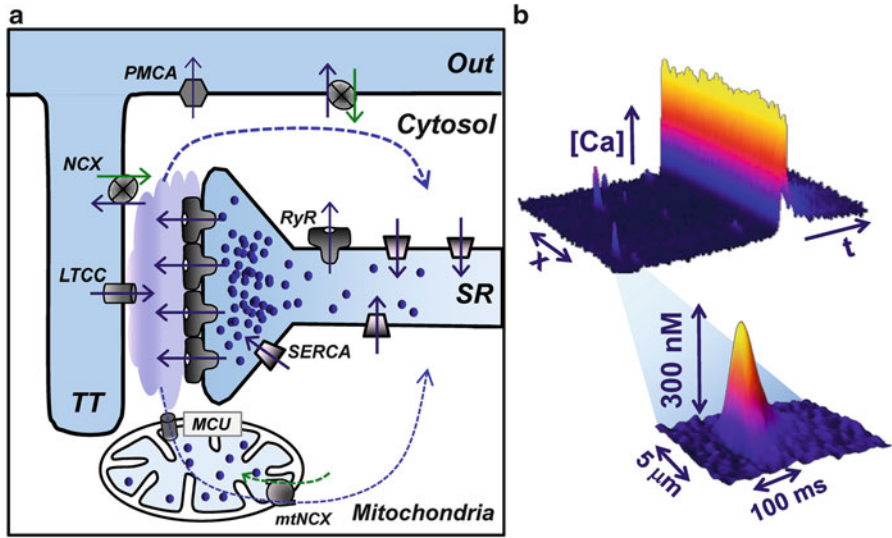 a
Out
PMCA
Cytosol
NCX
RyR
LTCC
SR
SERCA
TT
MCU
mtNCX
Mitochondria
b
[Ca]
x
t
300 nM
5 μm
100 ms